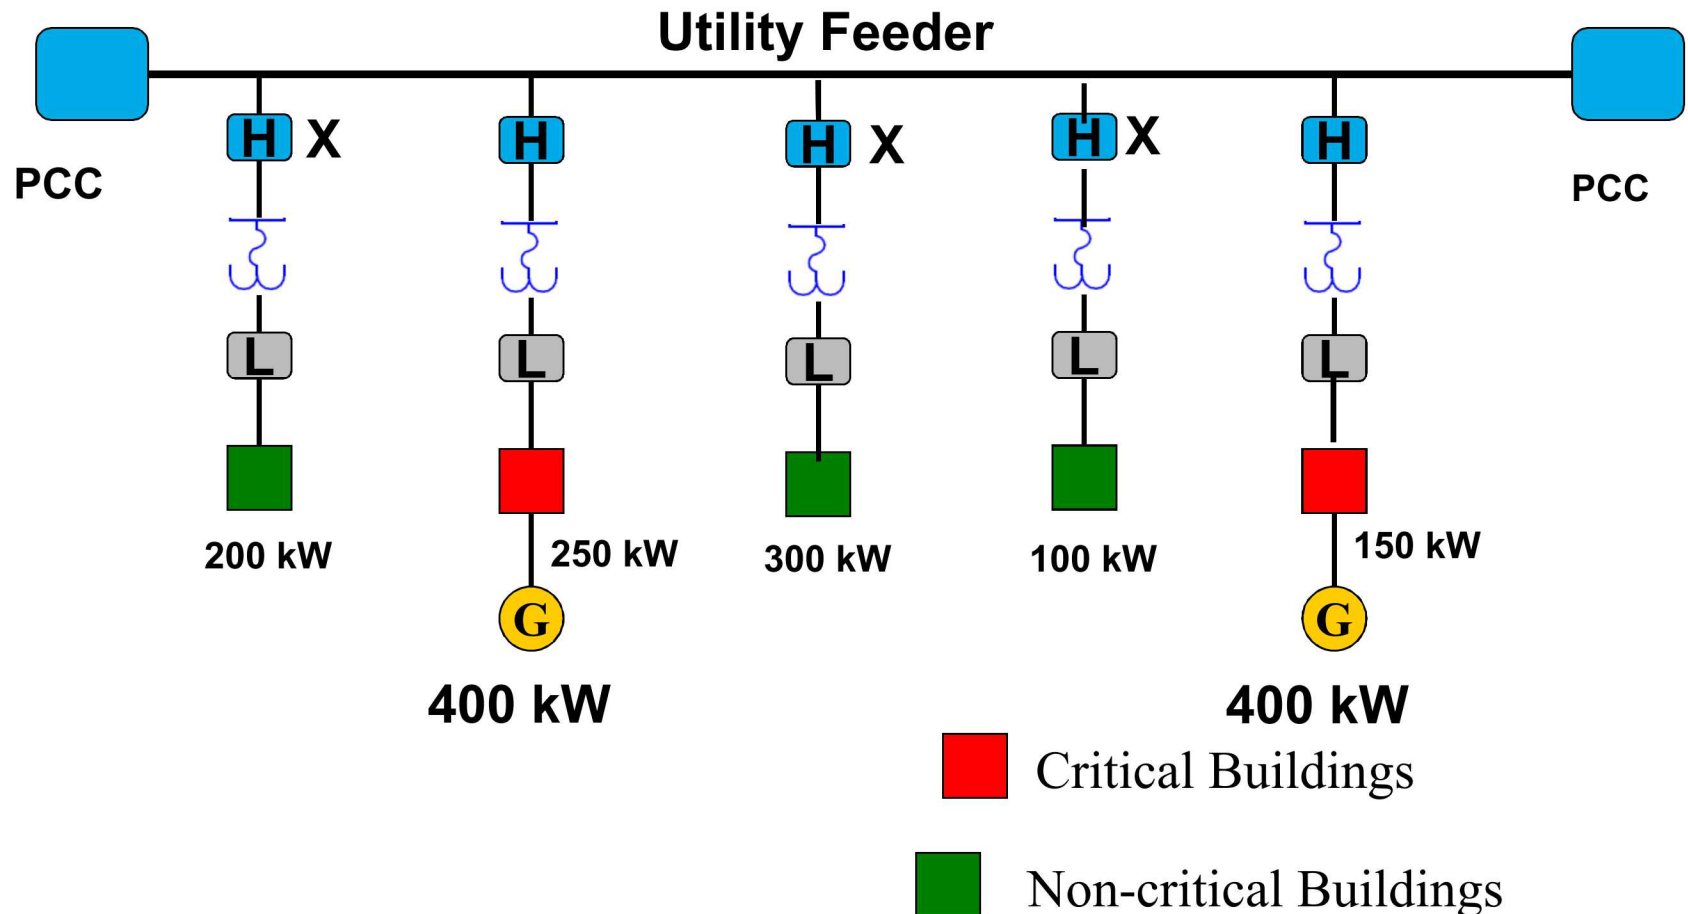 Utility Feeder
H X H H X H X H
PCC PCC
L L L L L
200 kW 250 kW 300 kW 100 kW 150 kW
G G
400 kW 400 kW
Critical Buildings
Non-critical Buildings